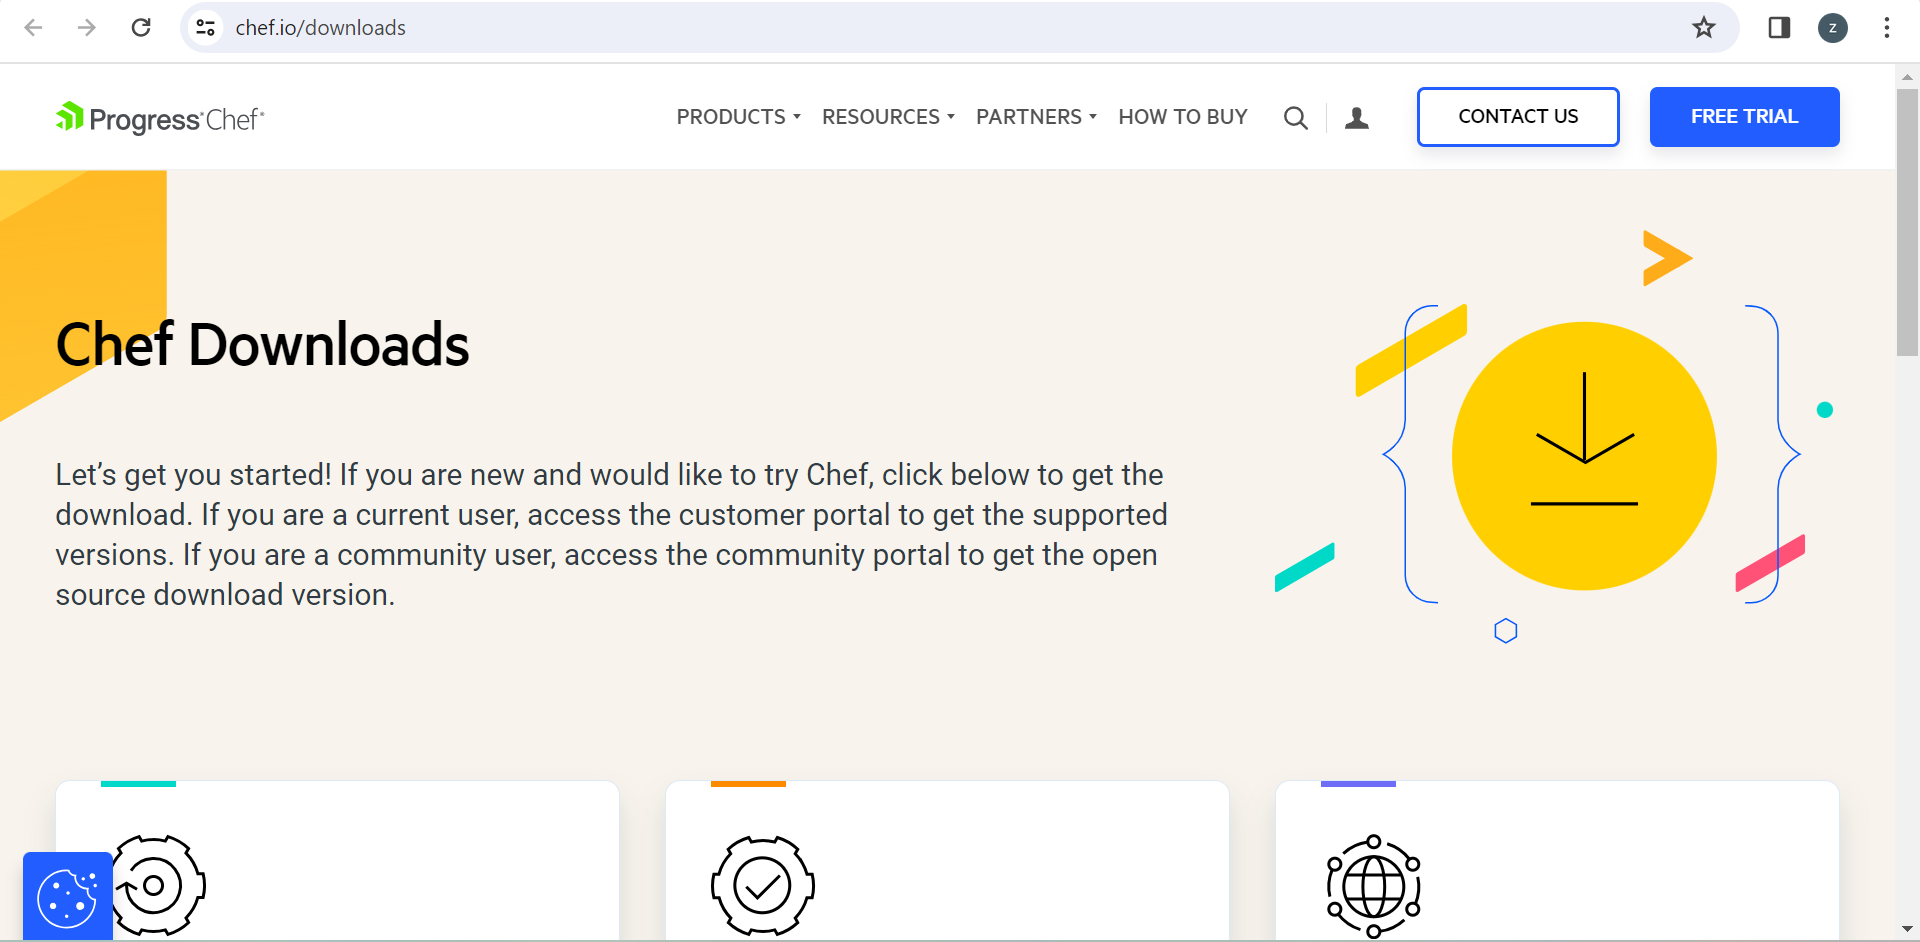 chef.io/downloads
z
Progress® Chef®
PRODUCTS RESOURCES PARTNERS HOW TO BUY CONTACT US FREE TRIAL
Chef Downloads
Let’s get you started! If you are new and would like to try Chef, click below to get the
download. If you are a current user, access the customer portal to get the supported
versions. If you are a community user, access the community portal to get the open
source download version.